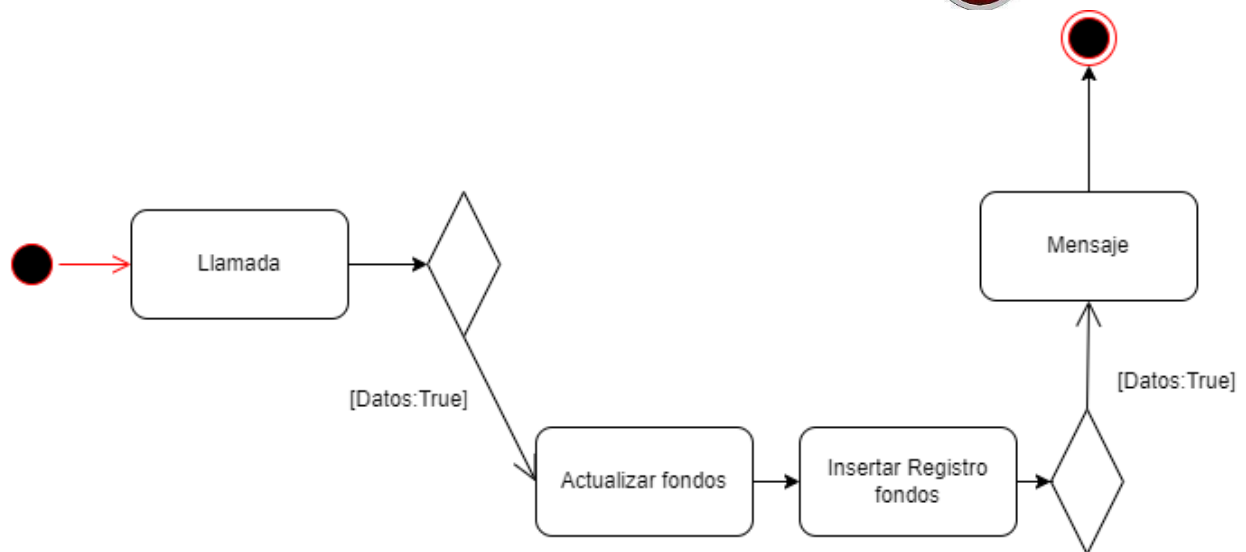 Llamada
[Datos:True]
Actualizar fondos
Insertar Registro
fondos
[Datos:True]
Mensaje